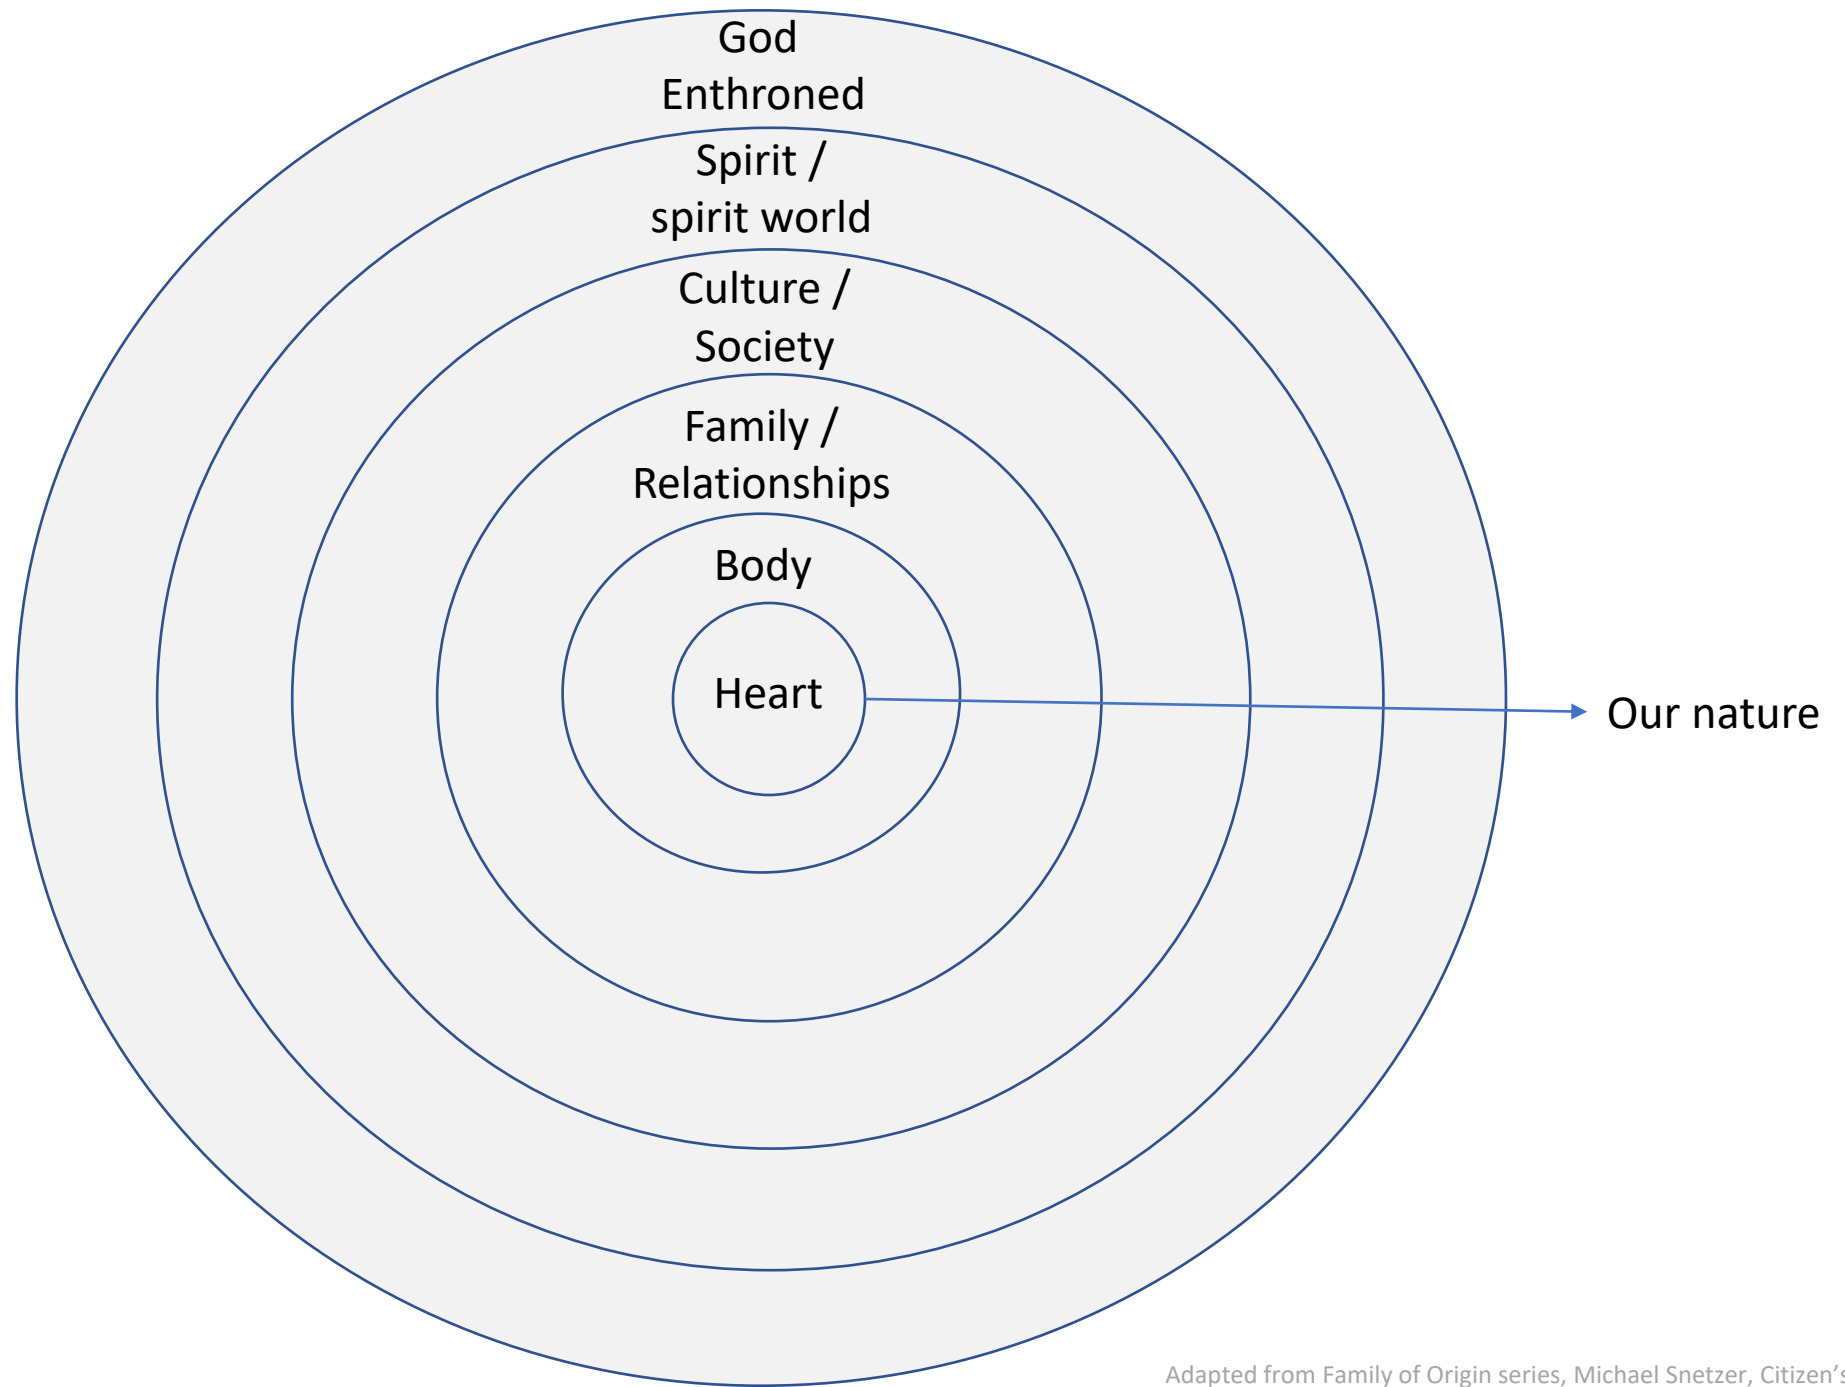 God
Enthroned
Spirit /
spirit world
Culture /
Society
Family /
Relationships
Body
Heart
Our nature
Adapted from Family of Origin series, Michael Snetzer, Citizen's